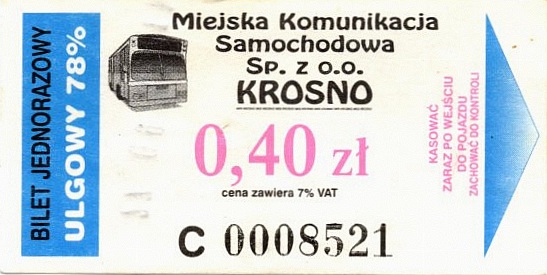 BILET JEDNORAZOWY
ULGOWY 78%
Miejska Komunikacja
Samochodowa
Sp. z o.o.
KROSNO
0,40 zł
cena zawiera 7% VAT
C 0008521
KASOWAĆ
ZARAZ PO WEJŚCIU
DO POJAZDU
ZACHOWAĆ DO KONTROLI